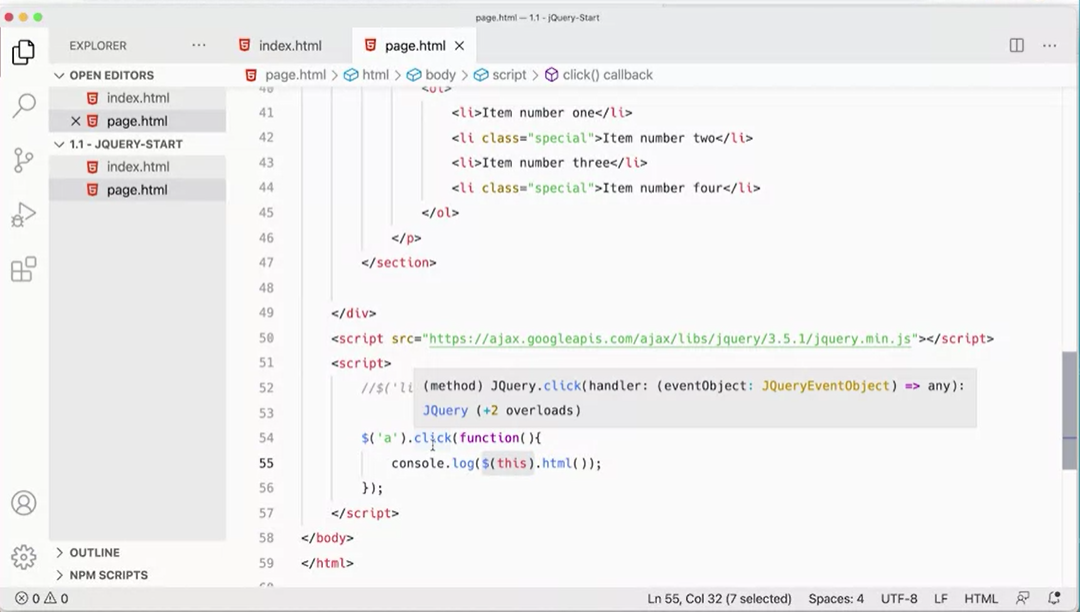 page.html — 1.1 - jQuery-Start
EXPLORER
index.html
page.html
OPEN EDITORS
index.html
page.html
1.1 - JQUERY-START
index.html
page.html
OUTLINE
NPM SCRIPTS
page.html > html > body > script > click() callback
40 <ol>
41 <li>Item number one</li>
42 <li class="special">Item number two</li>
43 <li>Item number three</li>
44 <li class="special">Item number four</li>
45 </ol>
46 </p>
47 </section>
48
49 </div>
50 <script src="https://ajax.googleapis.com/ajax/libs/jquery/3.5.1/jquery.min.js"></script>
51 <script>
52 //$('li
(method) JQuery.click(handler: (eventObject: JQueryEventObject) => any):
JQuery (+2 overloads)
53
54 $('a').click(function(){
55 console.log($(this).html());
56 });
57 </script>
58 </body>
59 </html>
0 0
Ln 55, Col 32 (7 selected)
Spaces: 4
UTF-8
LF
HTML